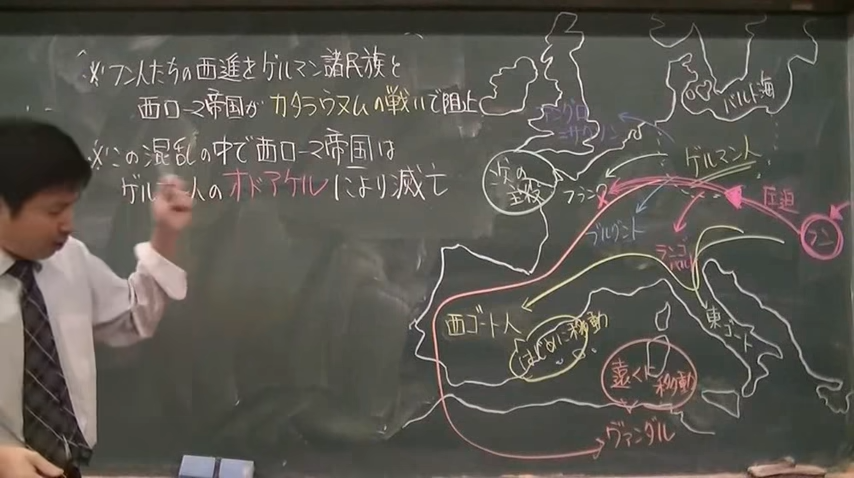 ※フン人たちの西進をゲルマン諸民族と
西ローマ帝国がカタラウヌムの戦いで阻止
※この混乱の中で西ローマ帝国は
ゲルマン人のオドアケルにより滅亡
バルト海
アングロ
=サクソン
ゲルマン人
次の
主役
フランク
圧迫
フン
ブルグント
ランゴ
バルド
西ゴート人
はじめに移動
東ゴート
遠くに
移動
ヴァンダル